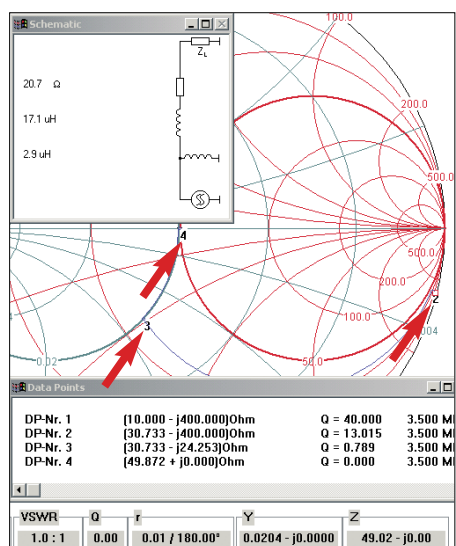 Schematic
100.0
Z L
20.7 Ω
17.1 uH
2.9 uH
200.0
500.0
4
500.0
200.0
2
100.0
3
004
0.02
50.0
Data Points
DP-Nr. 1 (10.000 - j400.000)Ohm Q = 40.000 3.500 M
DP-Nr. 2 (30.733 - j400.000)Ohm Q = 13.015 3.500 M
DP-Nr. 3 (30.733 - j24.253)Ohm Q = 0.789 3.500 M
DP-Nr. 4 (49.872 + j0.000)Ohm Q = 0.000 3.500 M
VSWR Q r Y Z
1.0 : 1 0.00 0.01 / 180.00° 0.0204 - j0.0000 49.02 - j0.00